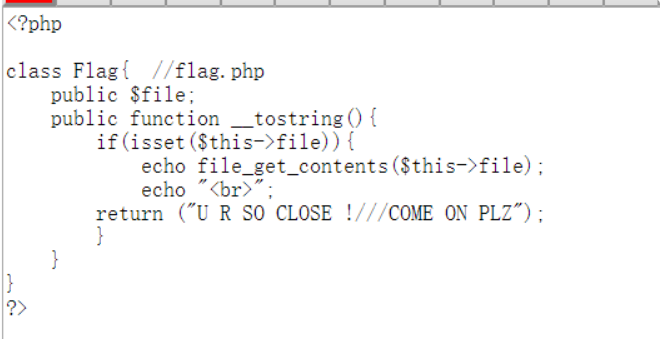 <?php
class Flag{  //flag.php
    public $file;
    public function __tostring(){
        if(isset($this->file)){
            echo file_get_contents($this->file);
            echo "<br>";
        return ("U R SO CLOSE !///COME ON PLZ");
        }
    }
}
?>